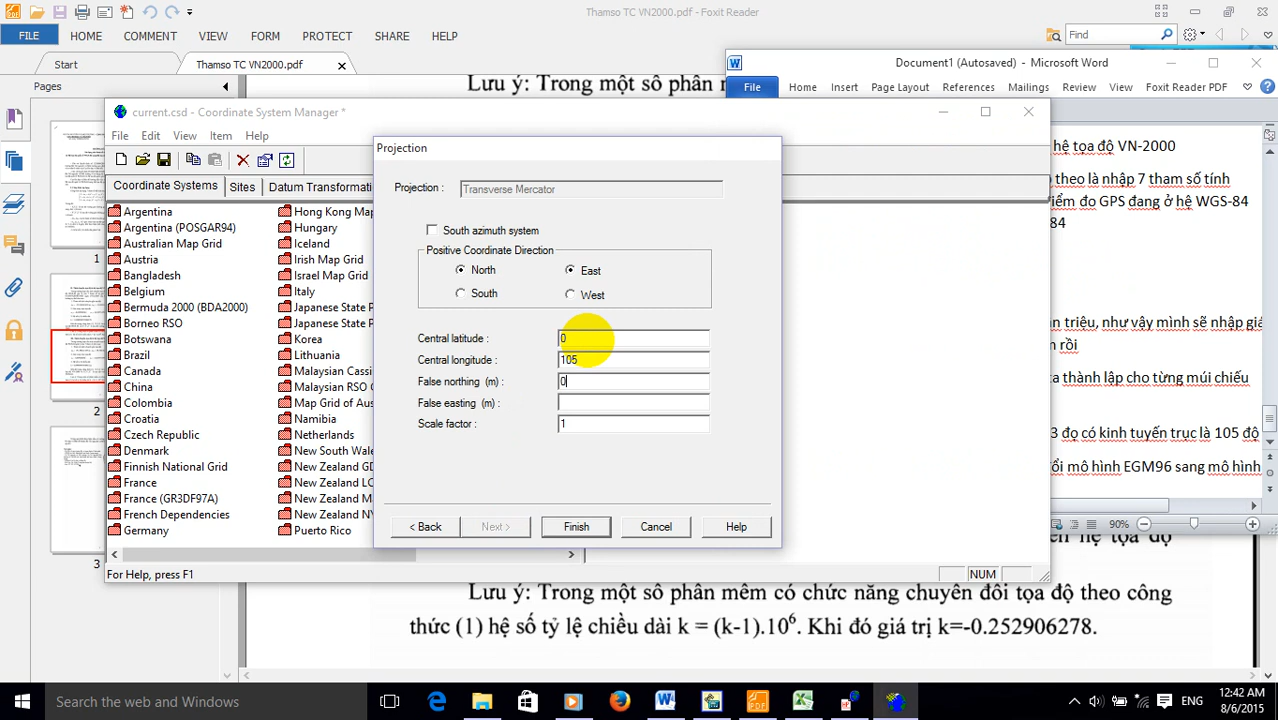 Thamso TC VN2000.pdf - Foxit Reader
FILE HOME COMMENT VIEW FORM PROTECT SHARE HELP
Find
Start
Thamso TC VN2000.pdf
Pages
Lưu ý: Trong một số phân m
1
2
3
Document1 (Autosaved) - Microsoft Word
File Home Insert Page Layout References Mailings Review View Foxit Reader PDF
hệ tọa độ VN-2000
theo là nhập 7 tham số tính
iểm đo GPS đang ở hệ WGS-84
84
n triệu, như vậy mình sẽ nhập giá
rồi
a thành lập cho từng múi chiếu
3 đọ có kinh tuyến trục là 105 độ
ổi mô hình EGM96 sang mô hình
90%
current.csd - Coordinate System Manager *
File Edit View Item Help
Coordinate Systems Sites Datum Transformati
Argentina
Argentina (POSGAR94)
Australian Map Grid
Austria
Bangladesh
Belgium
Bermuda 2000 (BDA2000)
Borneo RSO
Botswana
Brazil
Canada
China
Colombia
Croatia
Czech Republic
Denmark
Finnish National Grid
France
France (GR3DF97A)
French Dependencies
Germany
Hong Kong Map
Hungary
Iceland
Irish Map Grid
Israel Map Grid
Italy
Japanese State P
Japanese State P
Korea
Lithuania
Malaysian Cassi
Malaysian RSO G
Map Grid of Aus
Namibia
Netherlands
New South Wale
New Zealand GD
New Zealand LO
New Zealand M
New Zealand NY
Puerto Rico
For Help, press F1
NUM
Projection
Projection : Transverse Mercator
South azimuth system
Positive Coordinate Direction
North East
South West
Central latitude : 0
Central longitude : 105
False northing (m) : 0
False easting (m) :
Scale factor : 1
< Back Next > Finish Cancel Help
hệ tọa độ
Lưu ý: Trong một số phân mềm có chức năng chuyên đổi tọa độ theo công
thức (1) hệ số tỷ lệ chiều dài k = (k-1).10⁶. Khi đó giá trị k=-0.252906278.
Search the web and Windows
ENG
12:42 AM
8/6/2015